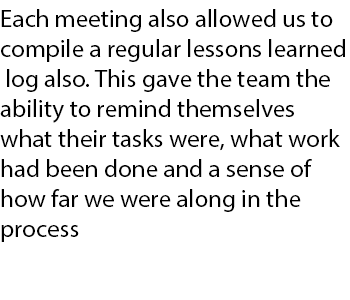 Each meeting also allowed us to
compile a regular lessons learned
log also. This gave the team the
ability to remind themselves
what their tasks were, what work
had been done and a sense of
how far we were along in the
process